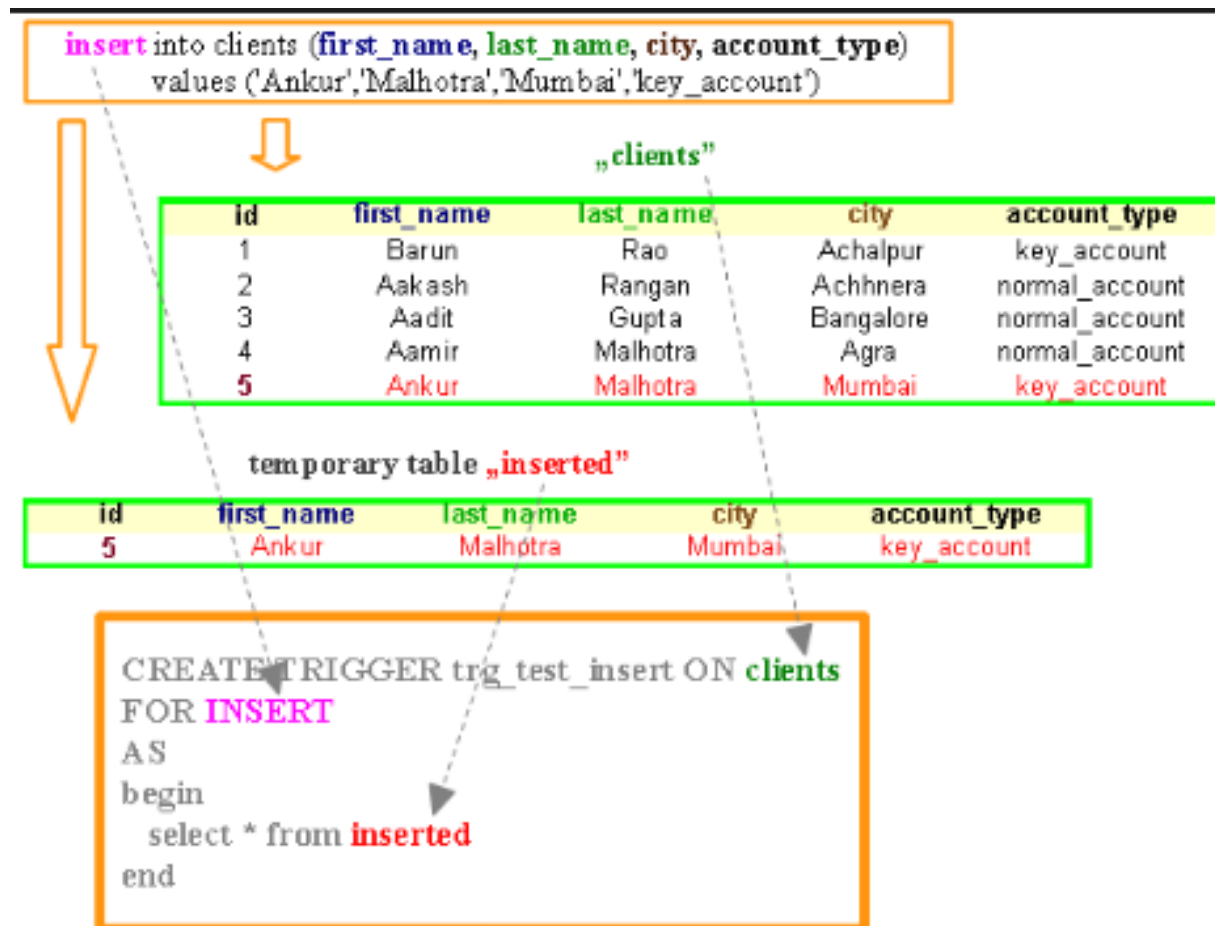 insert into clients (first_name, last_name, city, account_type)
values ('Ankur','Malhotra','Mumbai','key_account')
„clients”
id first_name last_name city account_type
1 Barun Rao Achalpur key_account
2 Aakash Rangan Achhnera normal_account
3 Aadit Gupta Bangalore normal_account
4 Aamir Malhotra Agra normal_account
5 Ankur Malhotra Mumbai key_account
temporary table „inserted”
id first_name last_name city account_type
5 Ankur Malhotra Mumbai key_account
CREATE TRIGGER trg_test_insert ON clients
FOR INSERT
AS
begin
select * from inserted
end